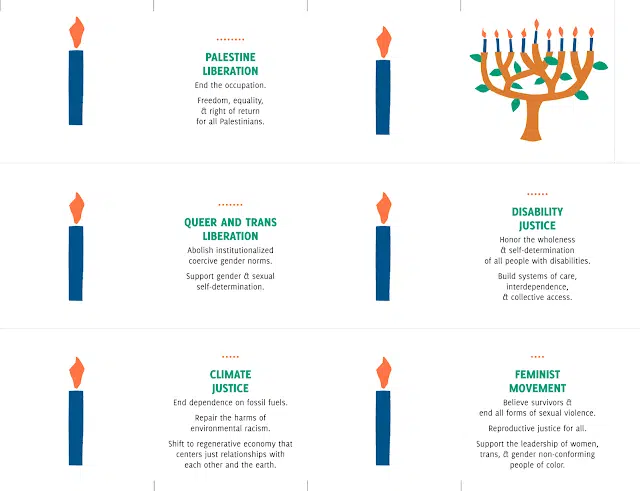 PALESTINE
LIBERATION
End the occupation.
Freedom, equality,
& right of return
for all Palestinians.
QUEER AND TRANS
LIBERATION
Abolish institutionalized
coercive gender norms.
Support gender & sexual
self-determination.
DISABILITY
JUSTICE
Honor the wholeness
& self-determination
of all people with disabilities.
Build systems of care,
interdependence,
& collective access.
CLIMATE
JUSTICE
End dependence on fossil fuels.
Repair the harms of
environmental racism.
Shift to regenerative economy that
centers just relationships with
each other and the earth.
FEMINIST
MOVEMENT
Believe survivors &
end all forms of sexual violence.
Reproductive justice for all.
Support the leadership of women,
trans, & gender non-conforming
people of color.